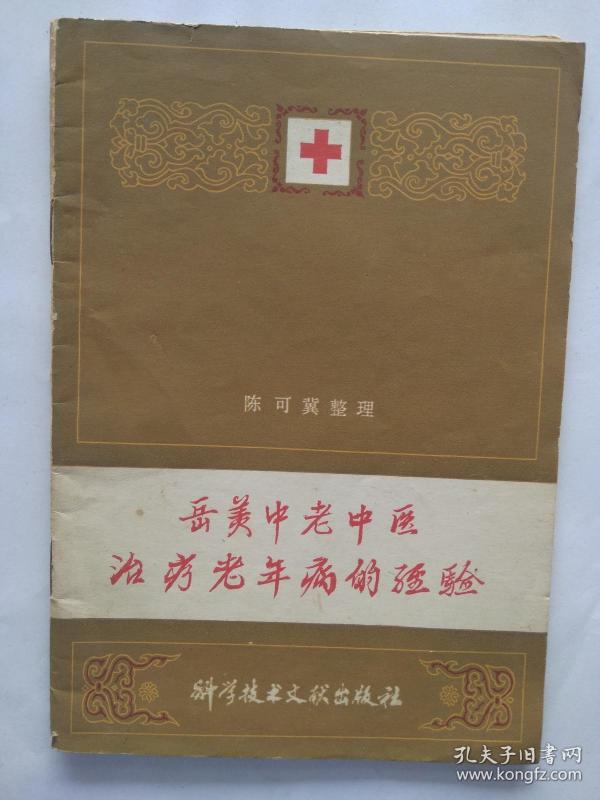 陈可冀整理
岳美中老中医
治疗老年病的经验
科学技术文献出版社
孔夫子旧书网
www.kongfz.com